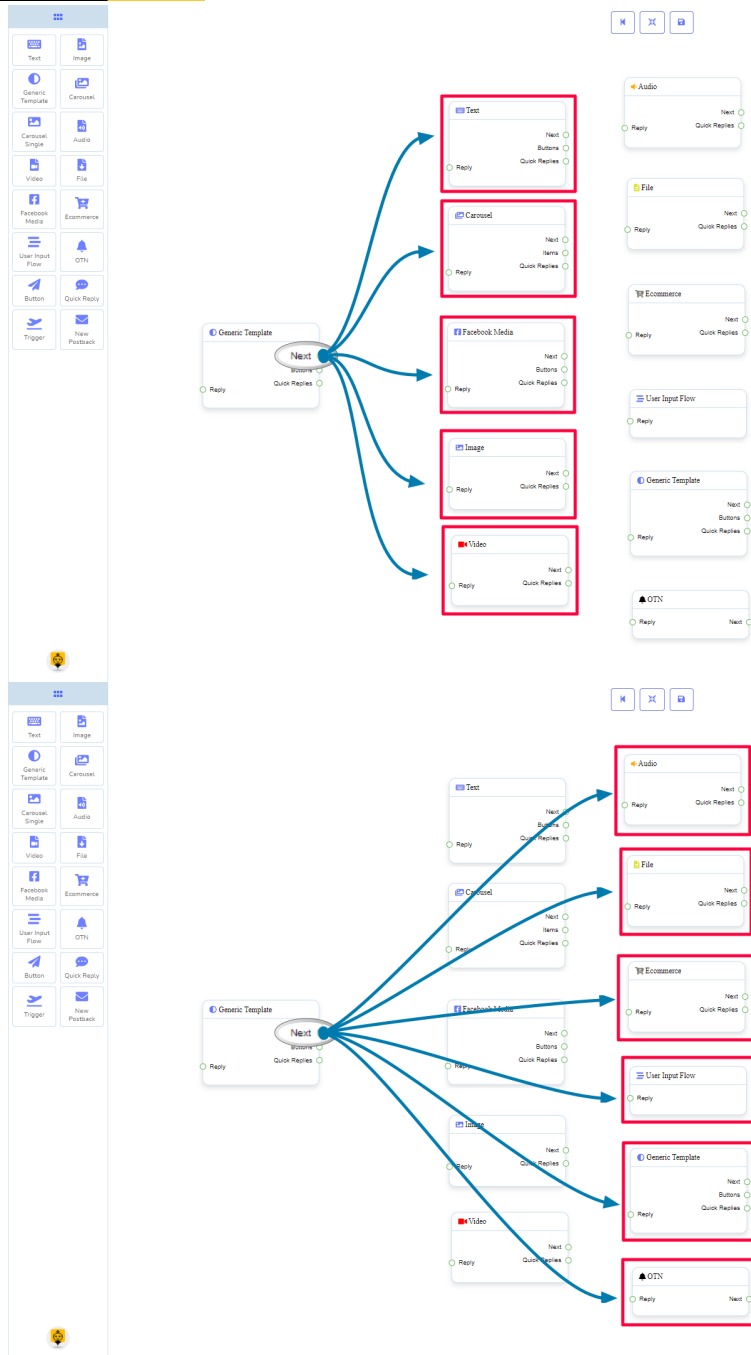 Text
Image
Generic
Template
Carousel
Carousel
Single
Audio
Video
File
Facebook
Media
Ecommerce
User Input
Flow
OTN
Button
Quick Reply
Trigger
New
Postback
Generic Template
Next
Buttons
Quick Replies
Reply
Text
Next
Buttons
Quick Replies
Reply
Carousel
Next
Items
Quick Replies
Reply
Facebook Media
Next
Buttons
Quick Replies
Reply
Image
Next
Quick Replies
Reply
Video
Next
Quick Replies
Reply
Audio
Next
Quick Replies
Reply
File
Next
Quick Replies
Reply
Ecommerce
Next
Quick Replies
Reply
User Input Flow
Reply
Generic Template
Next
Buttons
Quick Replies
Reply
OTN
Reply
Next
Text
Image
Generic
Template
Carousel
Carousel
Single
Audio
Video
File
Facebook
Media
Ecommerce
User Input
Flow
OTN
Button
Quick Reply
Trigger
New
Postback
Generic Template
Next
Buttons
Quick Replies
Reply
Text
Next
Buttons
Quick Replies
Reply
Carousel
Next
Items
Quick Replies
Reply
Facebook Media
Next
Buttons
Quick Replies
Reply
Image
Next
Quick Replies
Reply
Video
Next
Quick Replies
Reply
Audio
Next
Quick Replies
Reply
File
Next
Quick Replies
Reply
Ecommerce
Next
Quick Replies
Reply
User Input Flow
Reply
Generic Template
Next
Buttons
Quick Replies
Reply
OTN
Reply
Next